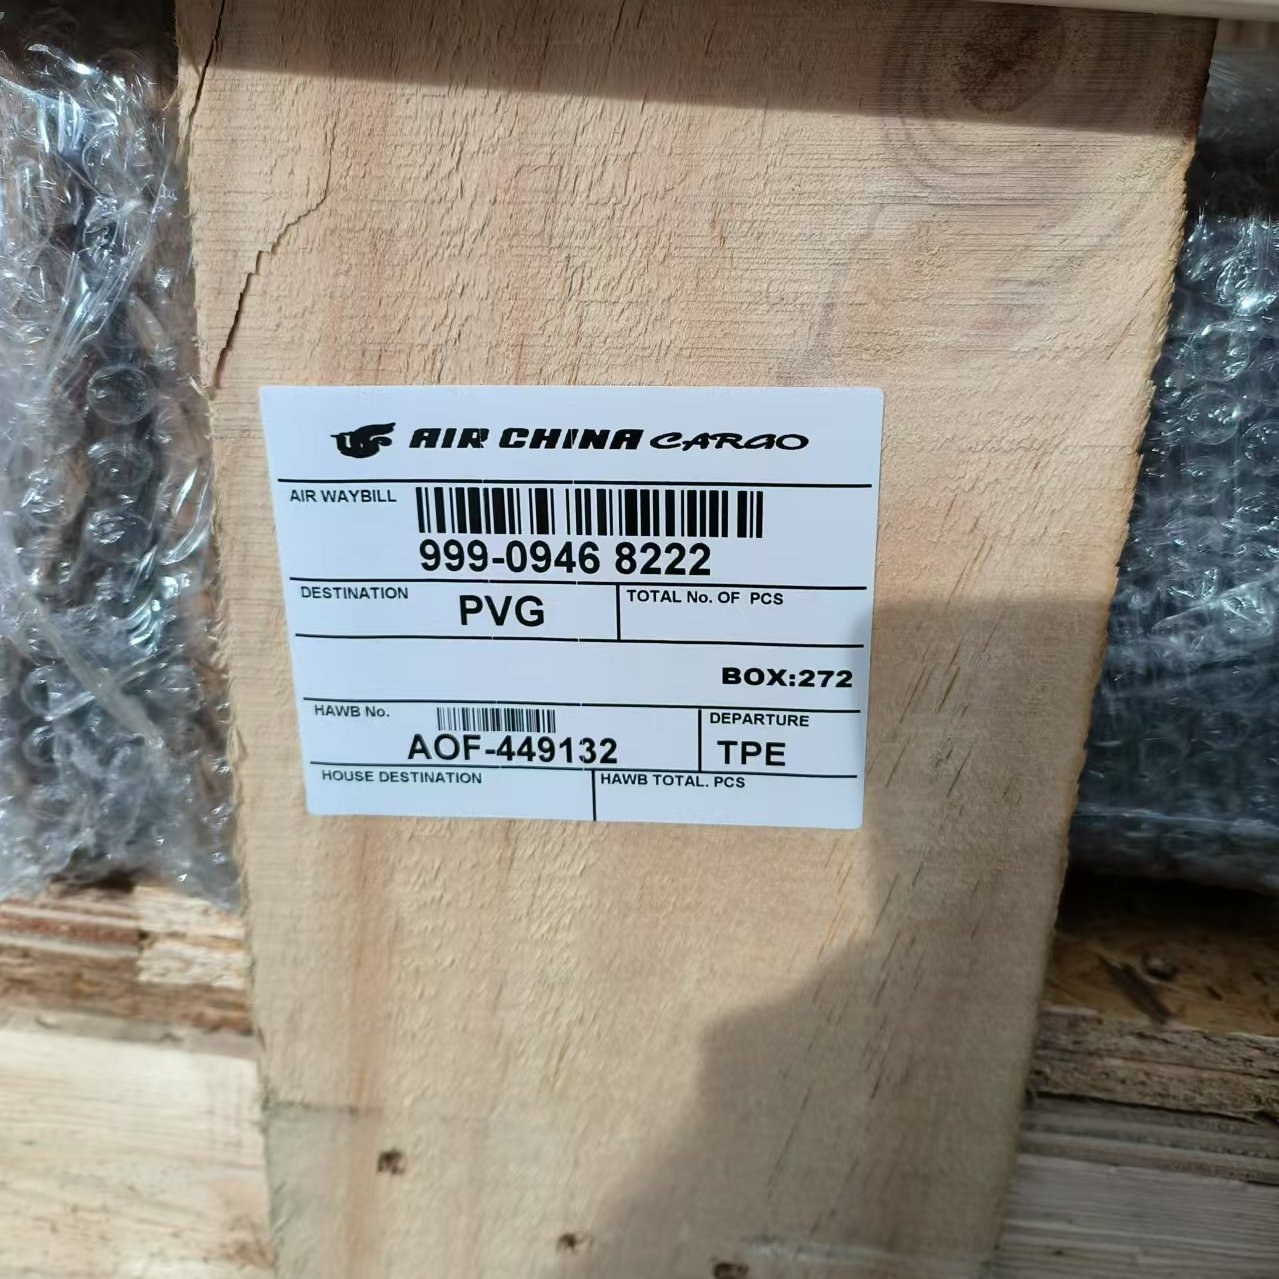 AIR CHINA CARGO
AIR WAYBILL
999-0946 8222
DESTINATION PVG
TOTAL No. OF PCS
BOX:272
HAWB No.
AOF-449132
DEPARTURE
TPE
HOUSE DESTINATION
HAWB TOTAL. PCS